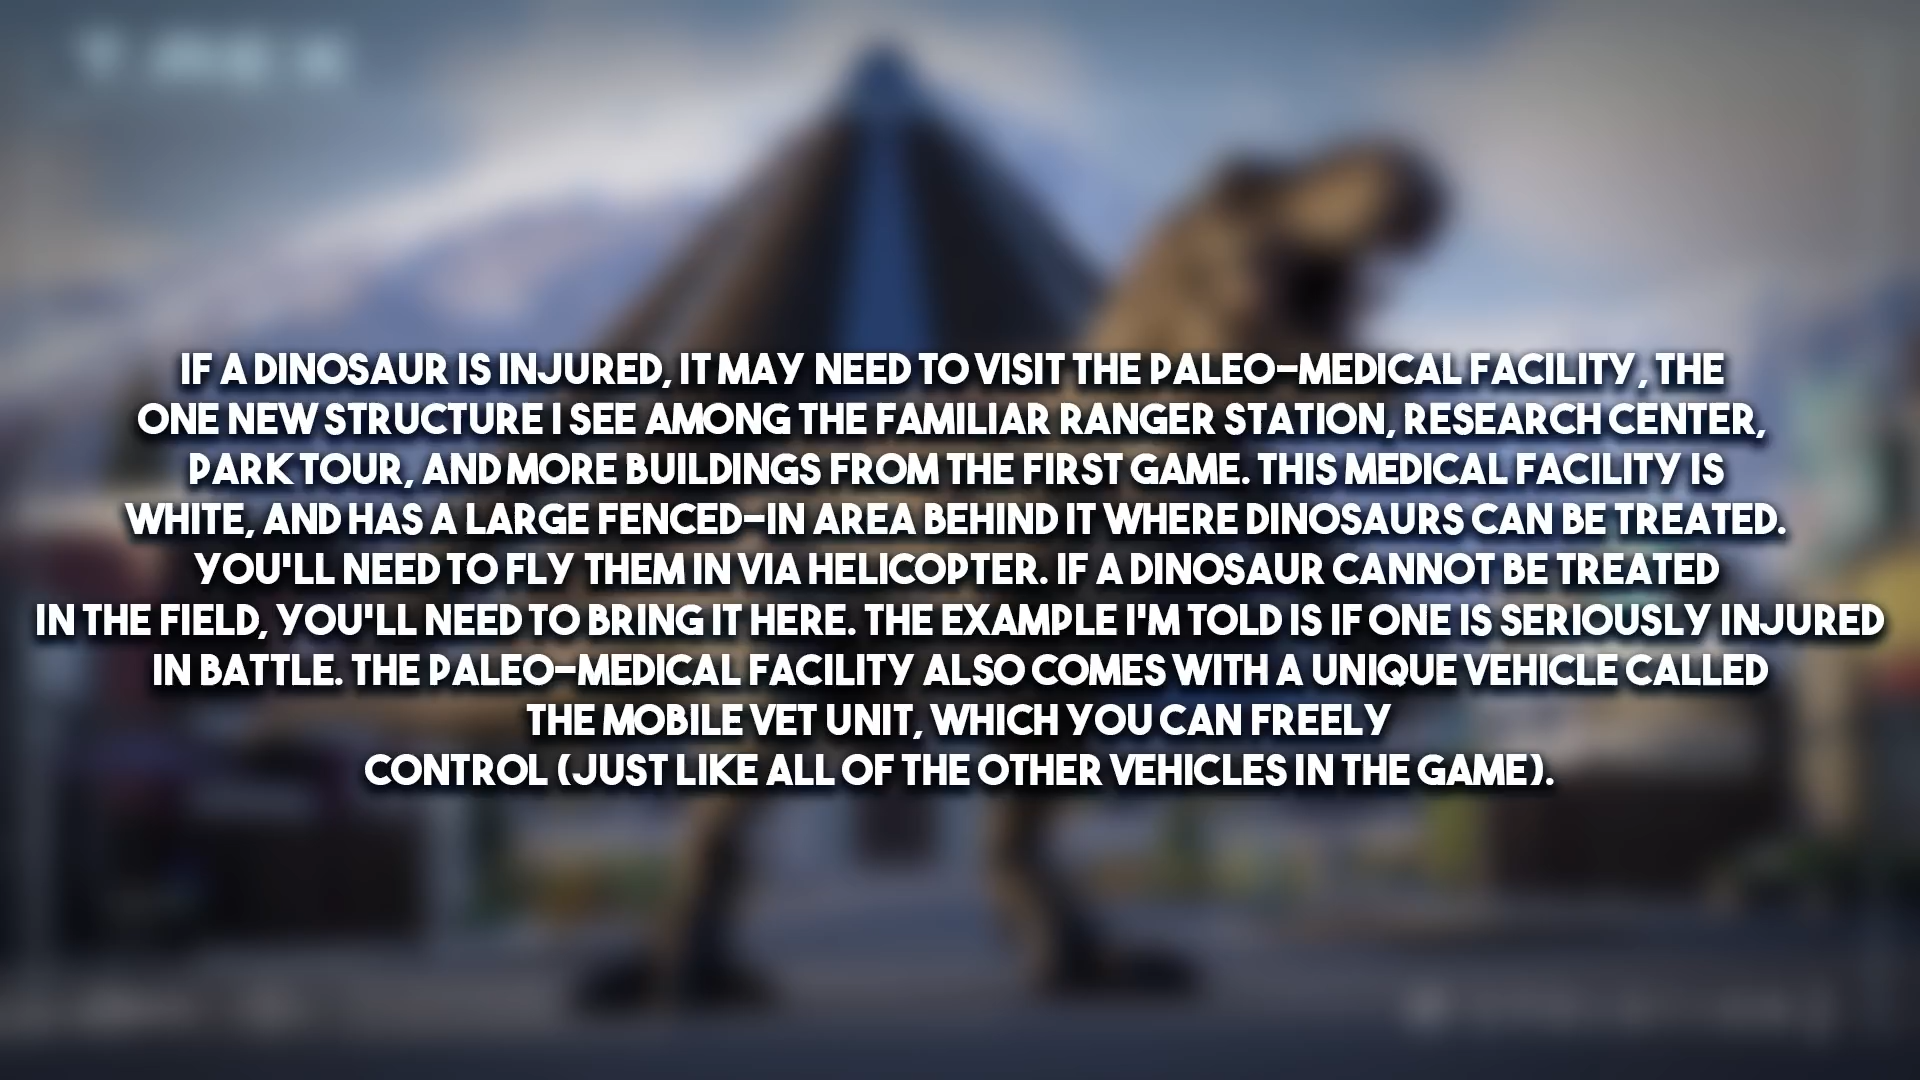 IF A DINOSAUR IS INJURED, IT MAY NEED TO VISIT THE PALEO-MEDICAL FACILITY, THE
ONE NEW STRUCTURE I SEE AMONG THE FAMILIAR RANGER STATION, RESEARCH CENTER,
PARK TOUR, AND MORE BUILDINGS FROM THE FIRST GAME. THIS MEDICAL FACILITY IS
WHITE, AND HAS A LARGE FENCED-IN AREA BEHIND IT WHERE DINOSAURS CAN BE TREATED.
YOU'LL NEED TO FLY THEM IN VIA HELICOPTER. IF A DINOSAUR CANNOT BE TREATED
IN THE FIELD, YOU'LL NEED TO BRING IT HERE. THE EXAMPLE I'M TOLD IS IF ONE IS SERIOUSLY INJURED
IN BATTLE. THE PALEO-MEDICAL FACILITY ALSO COMES WITH A UNIQUE VEHICLE CALLED
THE MOBILE VET UNIT, WHICH YOU CAN FREELY
CONTROL (JUST LIKE ALL OF THE OTHER VEHICLES IN THE GAME).